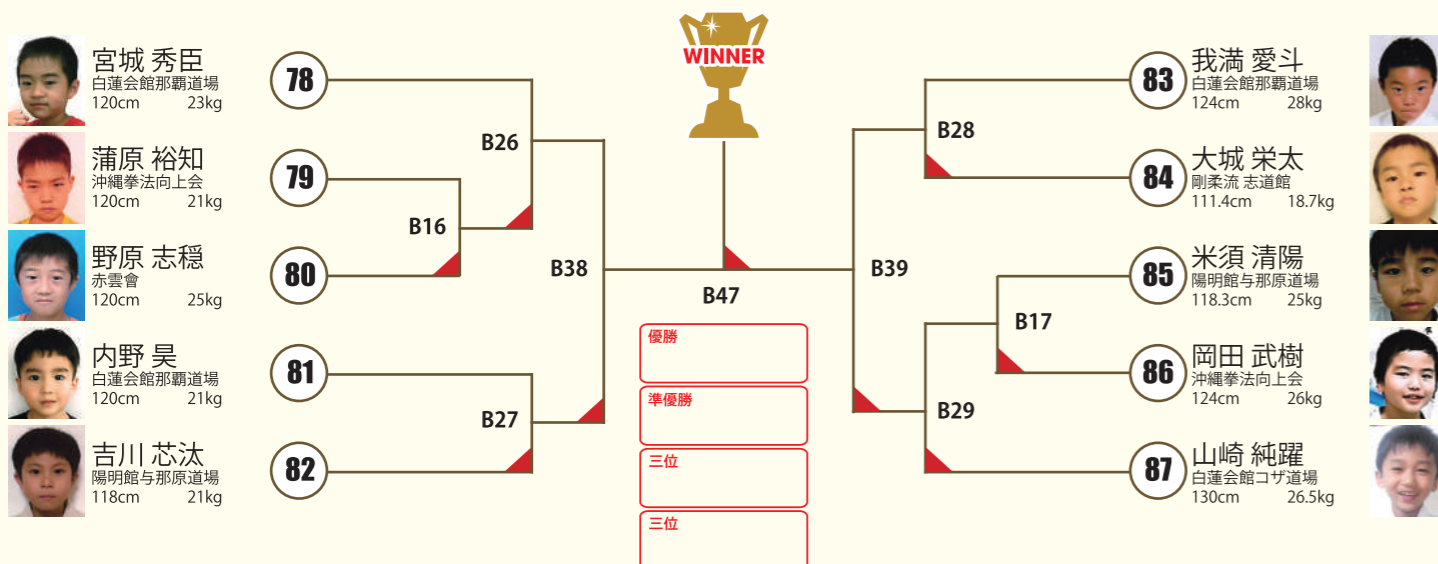 宮城 秀臣
白蓮会館那覇道場
120cm 23kg
78
蒲原 裕知
沖縄拳法向上会
120cm 21kg
79
野原 志穏
赤雲會
120cm 25kg
80
内野 昊
白蓮会館那覇道場
120cm 21kg
81
吉川 芯汰
陽明館与那原道場
118cm 21kg
82
B26
B16
B38
B27
WINNER
B47
優勝
準優勝
三位
三位
B28
B39
B17
B29
83
我満 愛斗
白蓮会館那覇道場
124cm 28kg
84
大城 栄太
剛柔流 志道館
111.4cm 18.7kg
85
米須 清陽
陽明館与那原道場
118.3cm 25kg
86
岡田 武樹
沖縄拳法向上会
124cm 26kg
87
山崎 純躍
白蓮会館コザ道場
130cm 26.5kg